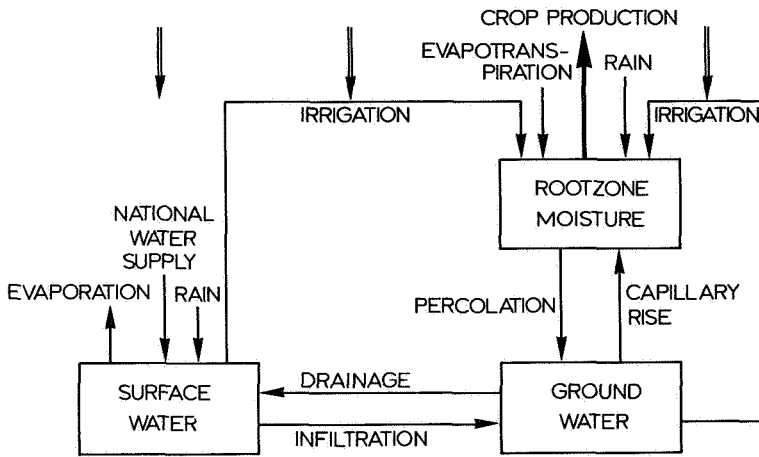 CROP PRODUCTION
EVAPOTRANS-
PIRATION
RAIN
IRRIGATION
IRRIGATION
ROOTZONE
MOISTURE
NATIONAL
WATER
SUPPLY
EVAPORATION
RAIN
PERCOLATION
CAPILLARY
RISE
SURFACE
WATER
DRAINAGE
INFILTRATION
GROUND
WATER